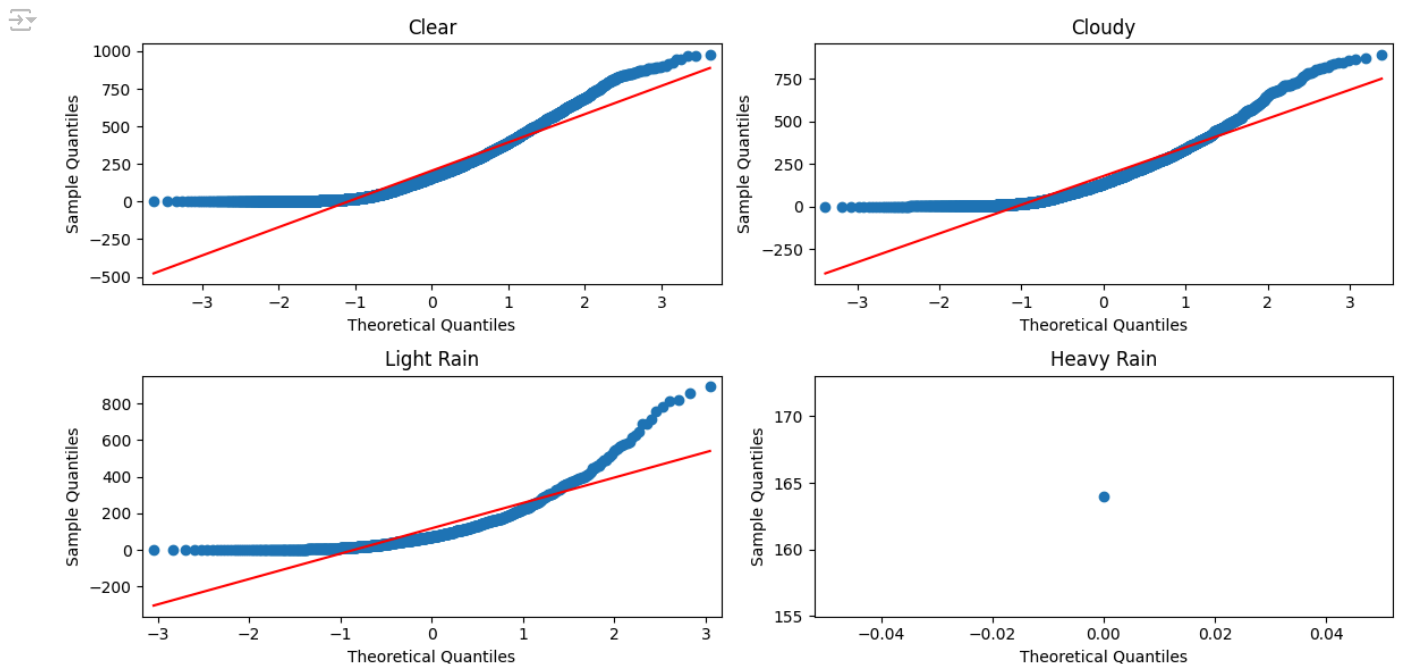 Clear
1000
750
500
250
0
−250
−500
Sample Quantiles
−3 −2 −1 0 1 2 3
Theoretical Quantiles
Cloudy
750
500
250
0
−250
Sample Quantiles
−3 −2 −1 0 1 2 3
Theoretical Quantiles
Light Rain
800
600
400
200
0
−200
Sample Quantiles
−3 −2 −1 0 1 2 3
Theoretical Quantiles
Heavy Rain
170
165
160
155
Sample Quantiles
−0.04 −0.02 0.00 0.02 0.04
Theoretical Quantiles